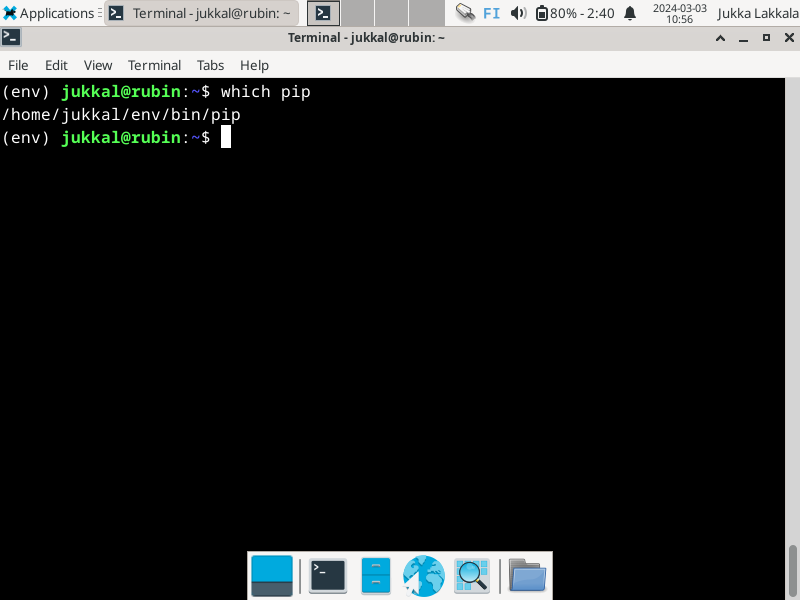 Applications Terminal - jukkal@rubin: ~ FI 80% - 2:40 2024-03-03 10:56 Jukka Lakkala
Terminal - jukkal@rubin: ~
File Edit View Terminal Tabs Help
(env) jukkal@rubin:~$ which pip
/home/jukkal/env/bin/pip
(env) jukkal@rubin:~$